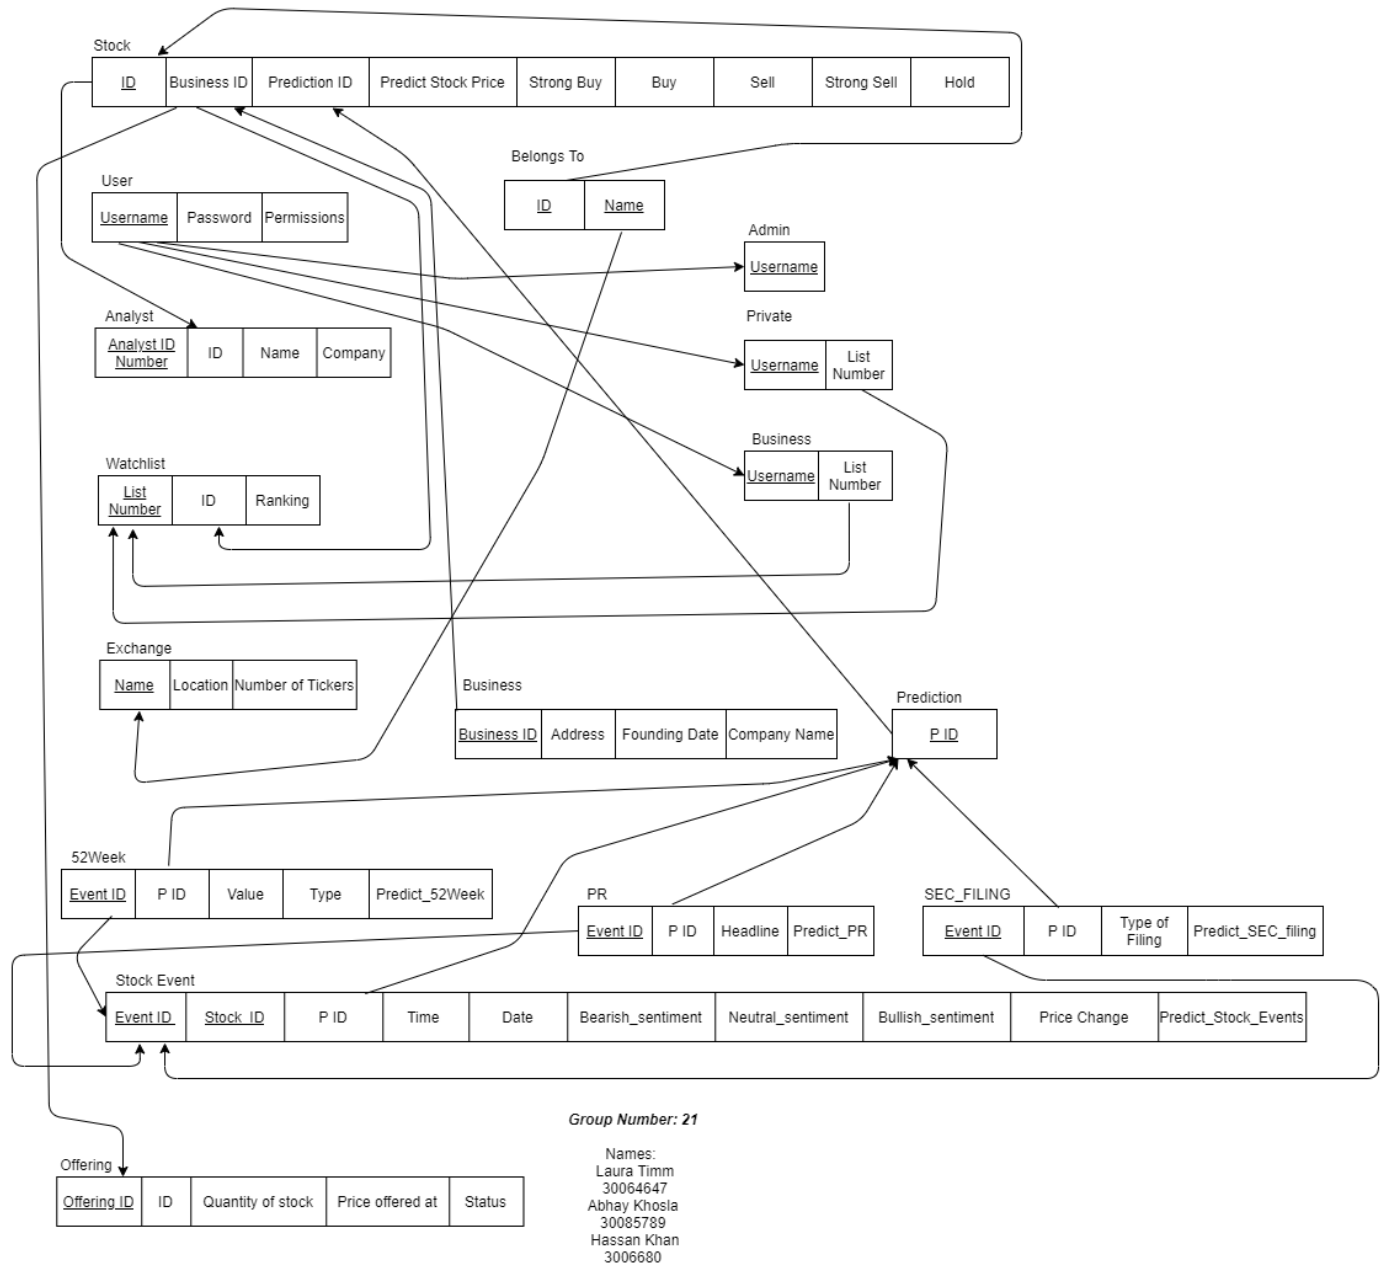 Stock
ID Business ID Prediction ID Predict Stock Price Strong Buy Buy Sell Strong Sell Hold
Belongs To
ID Name
User
Username Password Permissions
Admin
Username
Analyst
Analyst ID
Number
ID Name Company
Private
Username
List
Number
Business
Username
List
Number
Watchlist
List
Number
ID Ranking
Exchange
Name Location Number of Tickers
Business
Business ID Address Founding Date Company Name
Prediction
P ID
52Week
Event ID P ID Value Type Predict_52Week
PR
Event ID P ID Headline Predict_PR
SEC_FILING
Event ID P ID
Type of
Filing
Predict_SEC_filing
Stock Event
Event ID Stock ID P ID Time Date Bearish_sentiment Neutral_sentiment Bullish_sentiment Price Change Predict_Stock_Events
Group Number: 21
Names:
Laura Timm
30064647
Abhay Khosla
30085789
Hassan Khan
3006680
Offering
Offering ID ID Quantity of stock Price offered at Status